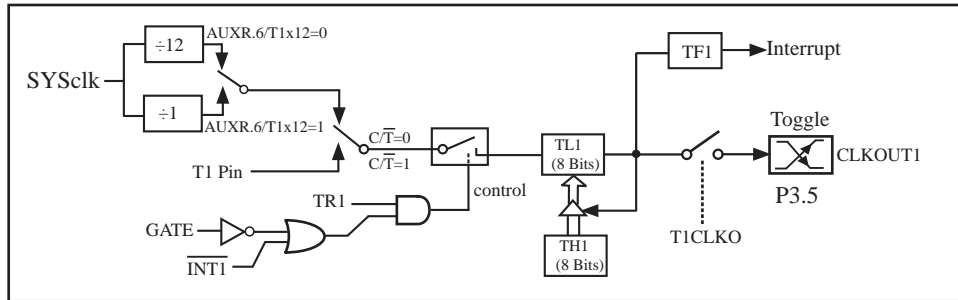 AUXR.6/T1x12=0
÷12
SYSclk
÷1
AUXR.6/T1x12=1
C/T̅=0
C/T̅=1
T1 Pin
TR1
control
GATE
I̅N̅T̅1̅
TL1
(8 Bits)
TH1
(8 Bits)
TF1
Interrupt
Toggle
CLKOUT1
P3.5
T1CLKO